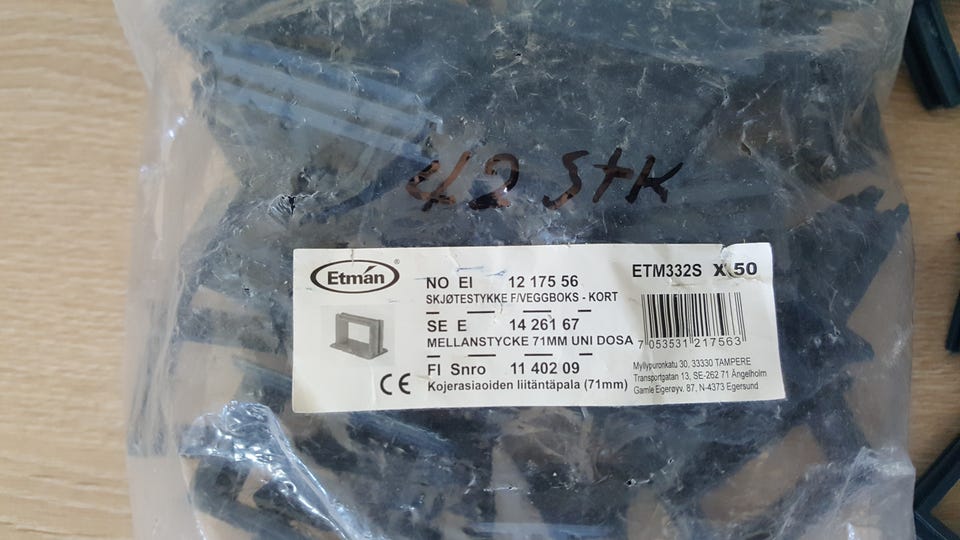 42 stk
Etmán®
ETM332S X 50
NO EI 12 175 56
SKJØTESTYKKE F/VEGGBOKS - KORT
SE E 14 261 67
MELLANSTYCKE 71MM UNI DOSA
FI Snro 11 402 09
Kojerasiaoiden liitäntäpala (71mm)
CE
7 053531 217563
Myllypuronkatu 30, 33330 TAMPERE
Transportgatan 13, SE-262 71 Ängelholm
Gamle Eigerøyv. 87, N-4373 Egersund